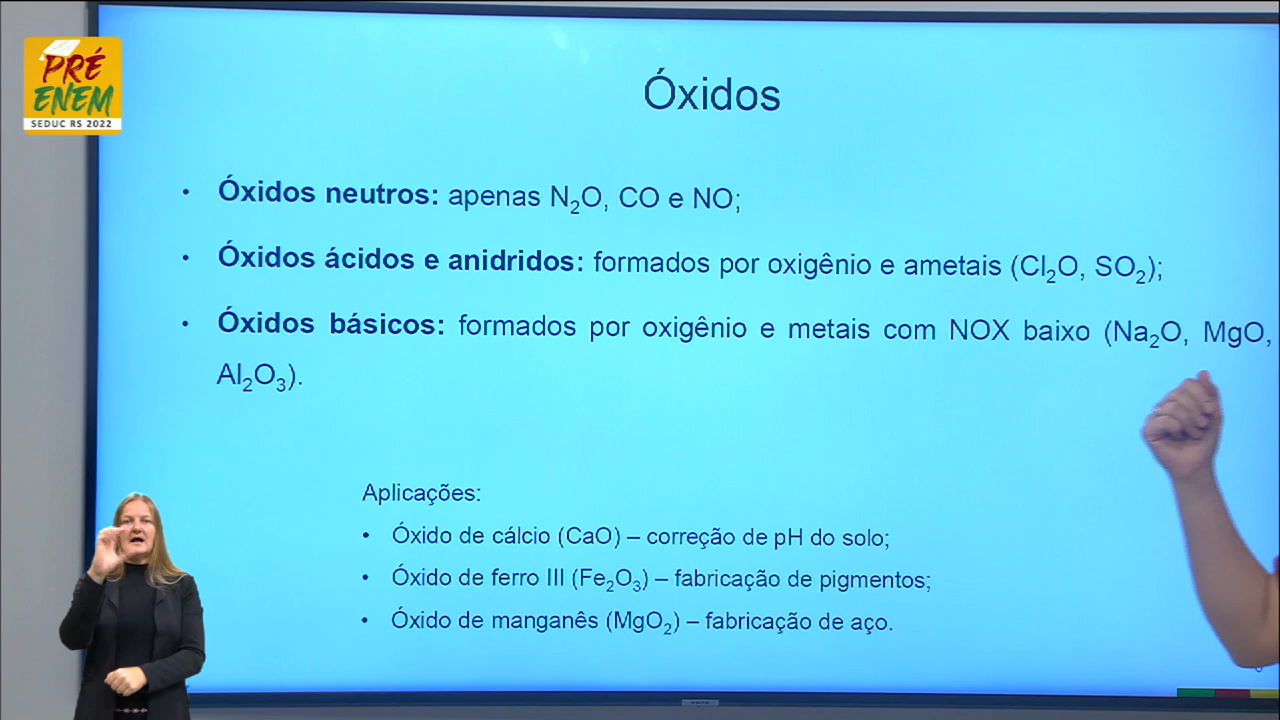 PRÉ
ENEM
SEDUC RS 2022
Óxidos
• Óxidos neutros: apenas N₂O, CO e NO;
• Óxidos ácidos e anidridos: formados por oxigênio e ametais (Cl₂O, SO₂);
• Óxidos básicos: formados por oxigênio e metais com NOX baixo (Na₂O, MgO,
Al₂O₃).
Aplicações:
• Óxido de cálcio (CaO) – correção de pH do solo;
• Óxido de ferro III (Fe₂O₃) – fabricação de pigmentos;
• Óxido de manganês (MgO₂) – fabricação de aço.